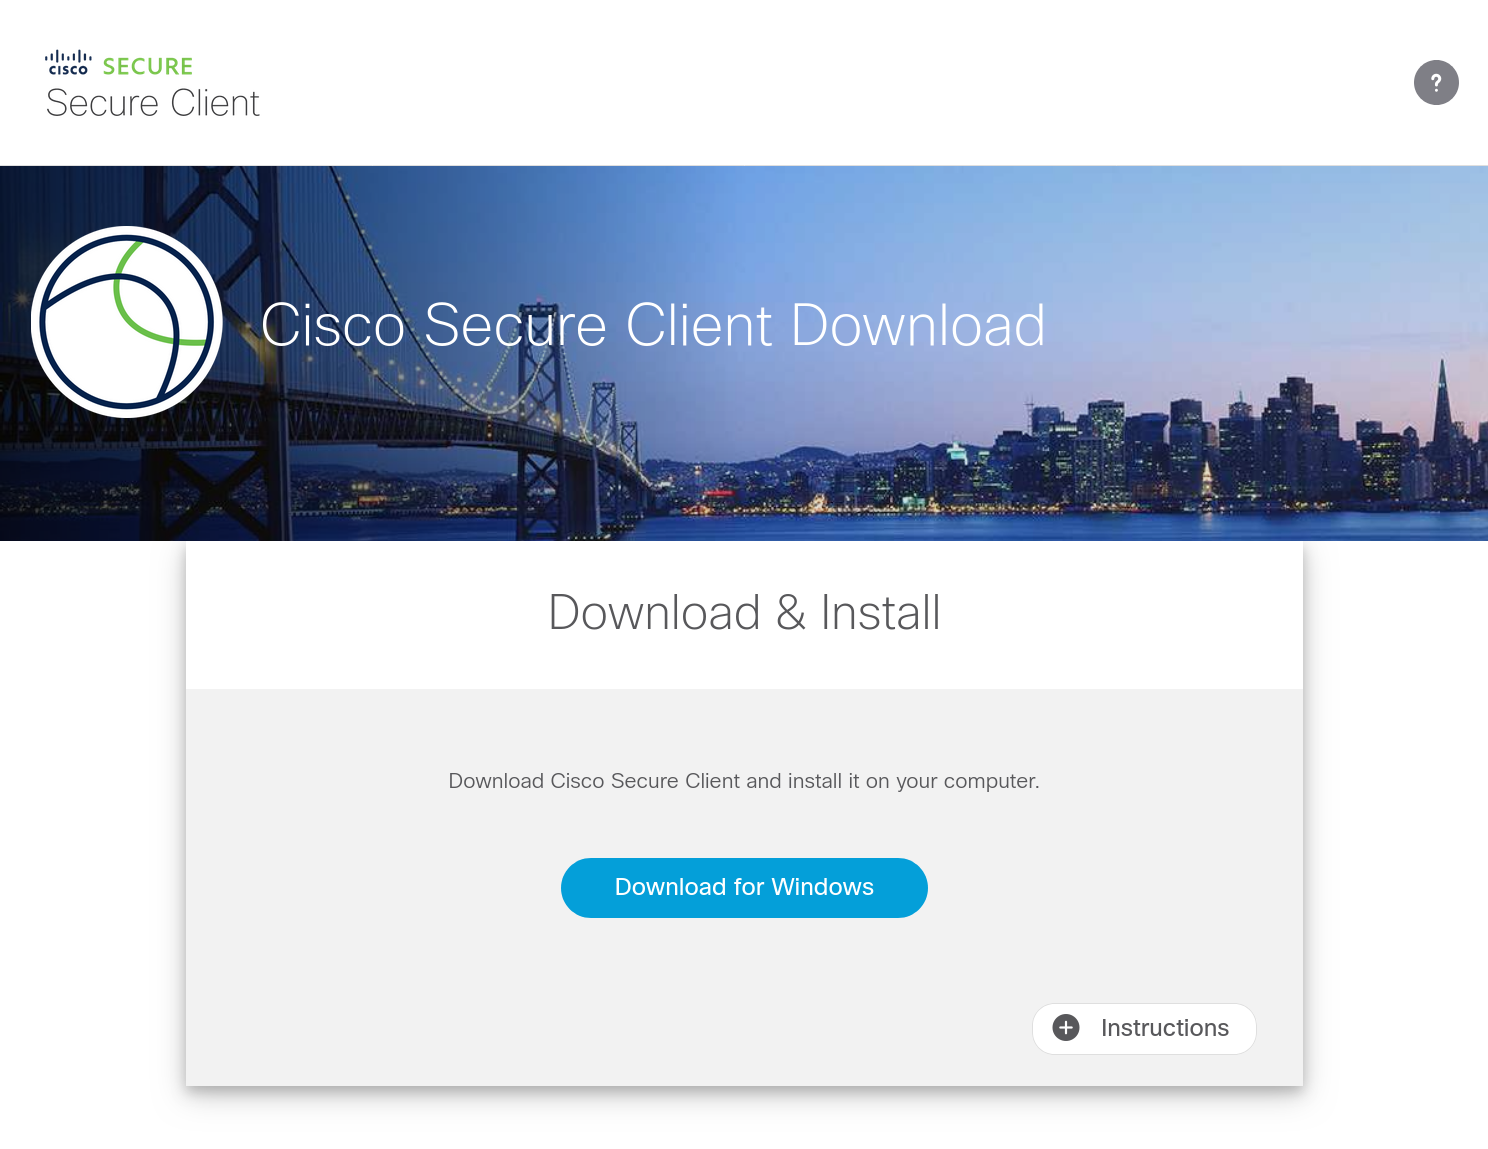 CISCO SECURE
Secure Client
?
Cisco Secure Client Download
Download & Install
Download Cisco Secure Client and install it on your computer.
Download for Windows
Instructions